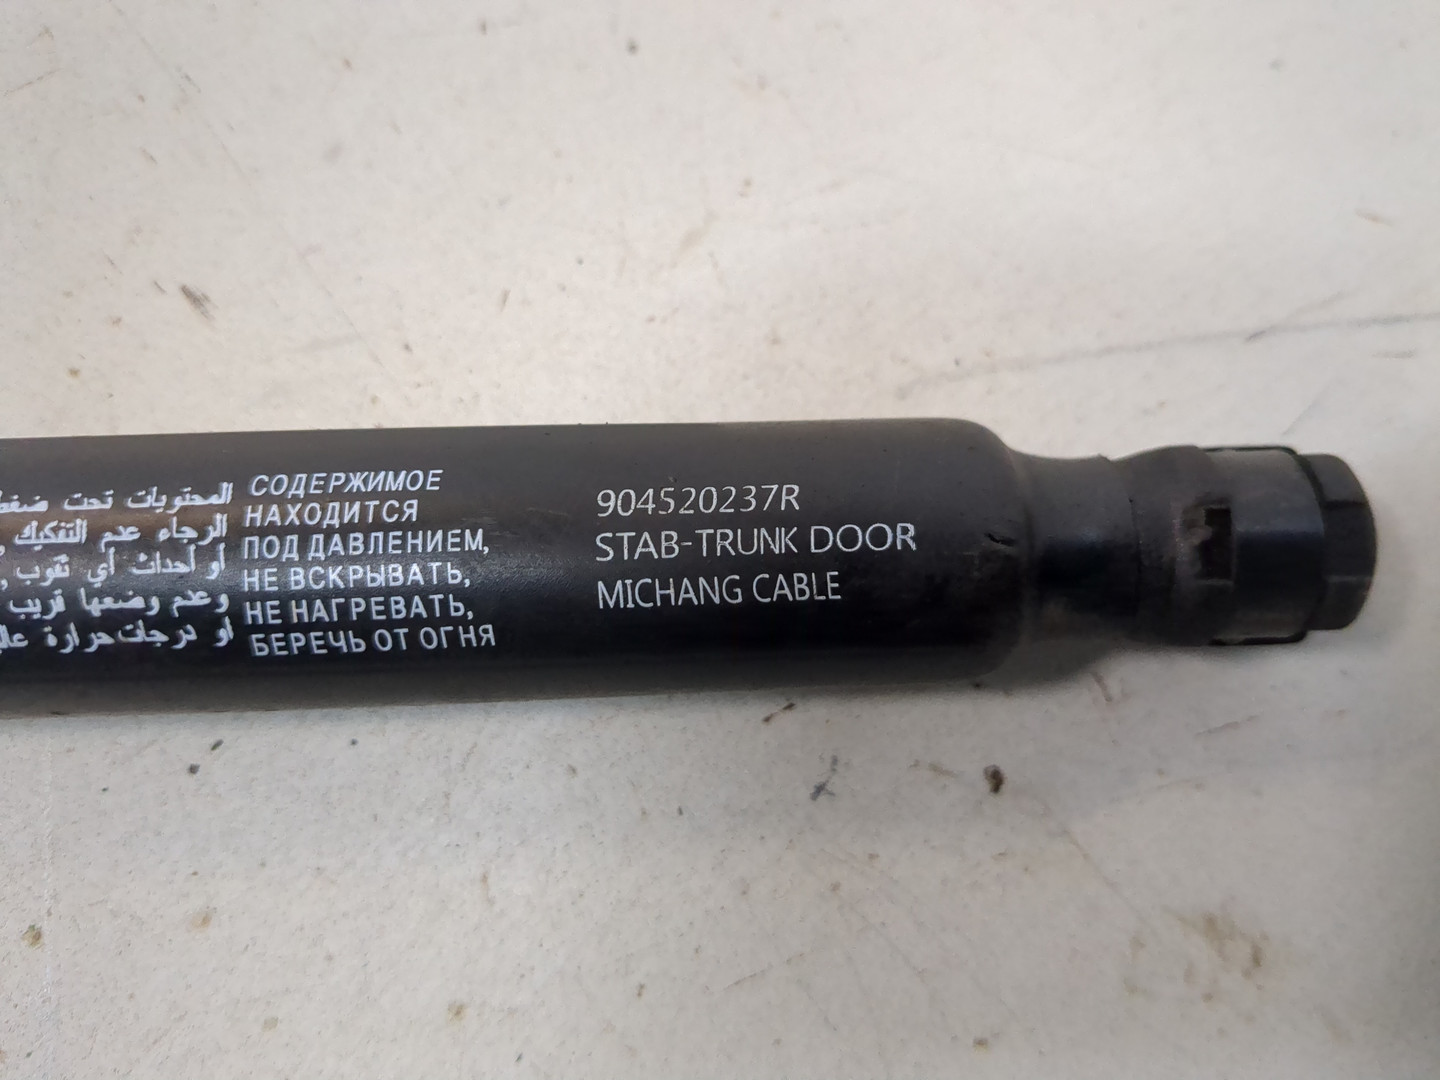 المحتويات تحت
الرجاء عدم التفكيك
أو أحداث أي ثقوب,
وعدم وضعها قريب
أو درجات حرارة
СОДЕРЖИМОЕ
НАХОДИТСЯ
ПОД ДАВЛЕНИЕМ,
НЕ ВСКРЫВАТЬ,
НЕ НАГРЕВАТЬ,
БЕРЕЧЬ ОТ ОГНЯ
904520237R
STAB-TRUNK DOOR
MICHANG CABLE